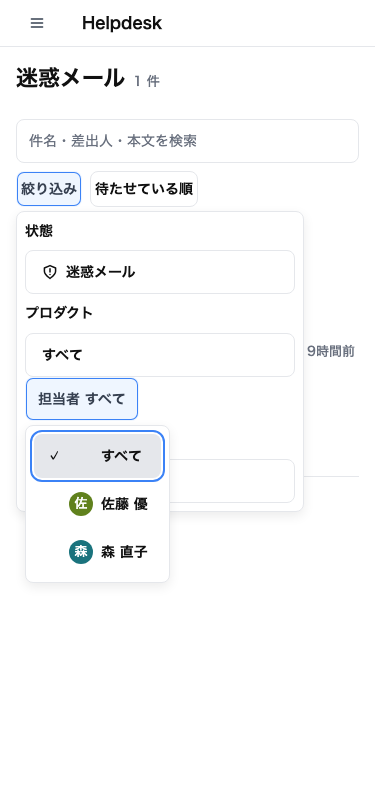 Helpdesk
迷惑メール 1 件
件名・差出人・本文を検索
絞り込み 待たせている順
状態
迷惑メール
プロダクト
すべて
9時間前
担当者 すべて
✓ すべて
佐 佐藤 優
森 森 直子